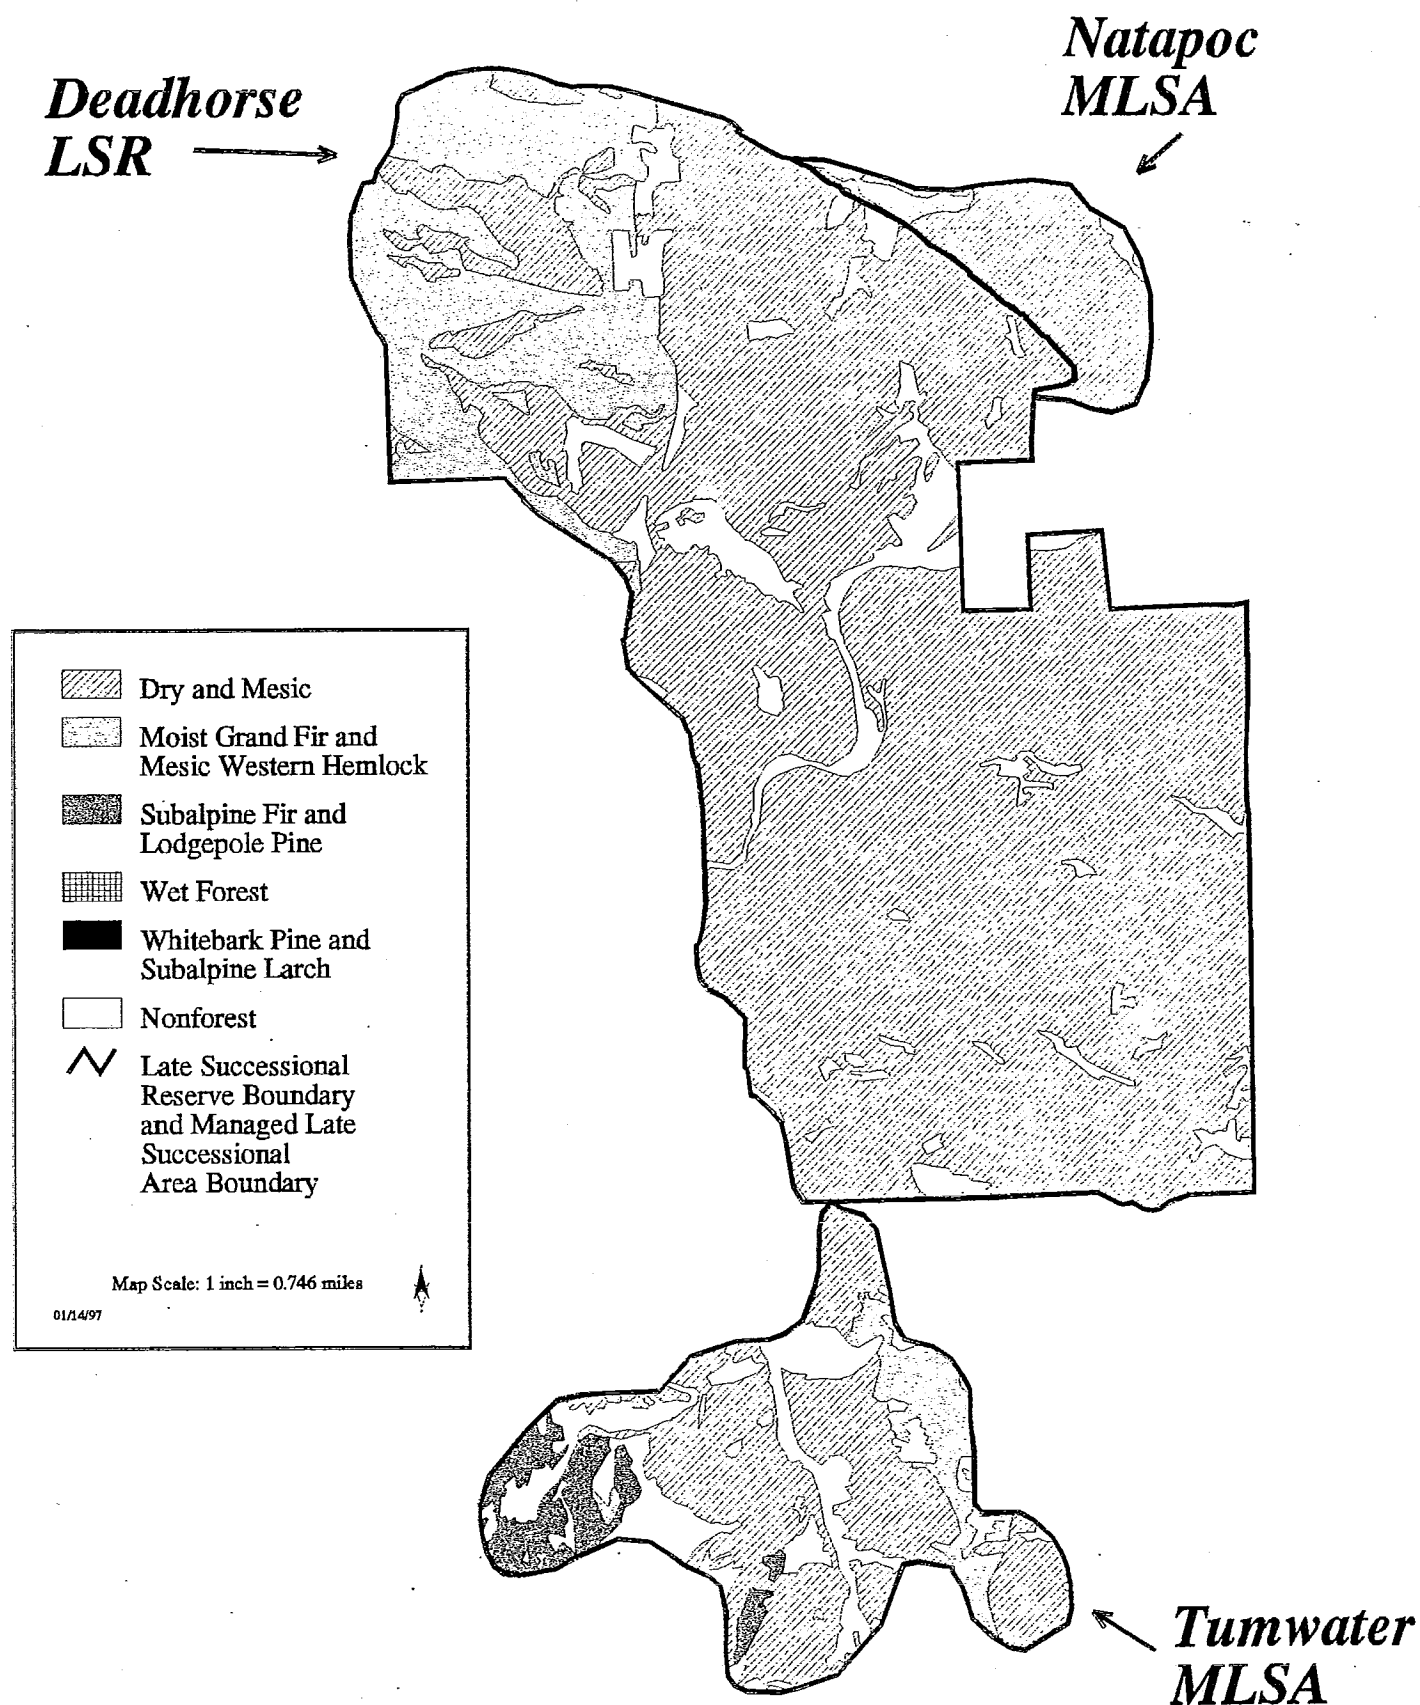 Natapoc
MLSA
Deadhorse
LSR
Dry and Mesic
Moist Grand Fir and
Mesic Western Hemlock
Subalpine Fir and
Lodgepole Pine
Wet Forest
Whitebark Pine and
Subalpine Larch
Nonforest
Late Successional
Reserve Boundary
and Managed Late
Successional
Area Boundary
Map Scale: 1 inch = 0.746 miles
01/14/97
Tumwater
MLSA